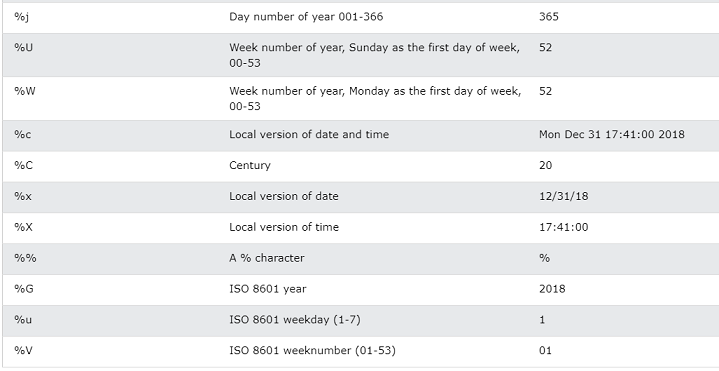 %j Day number of year 001-366 365
%U Week number of year, Sunday as the first day of week, 52
00-53
%W Week number of year, Monday as the first day of week, 52
00-53
%c Local version of date and time Mon Dec 31 17:41:00 2018
%C Century 20
%x Local version of date 12/31/18
%X Local version of time 17:41:00
%% A % character %
%G ISO 8601 year 2018
%u ISO 8601 weekday (1-7) 1
%V ISO 8601 weeknumber (01-53) 01